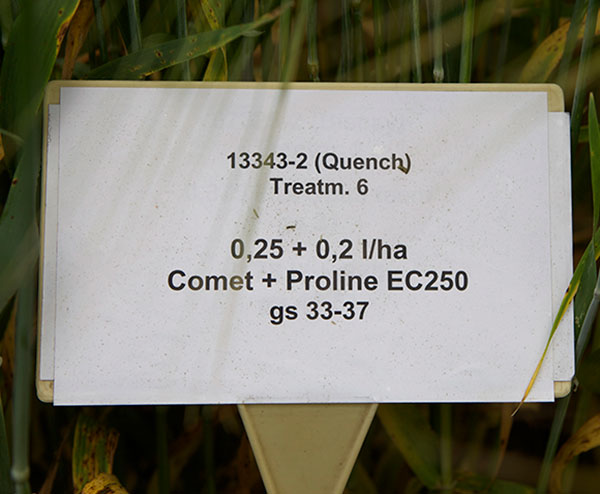 13343-2 (Quench)
Treatm. 6
0,25 + 0,2 l/ha
Comet + Proline EC250
gs 33-37